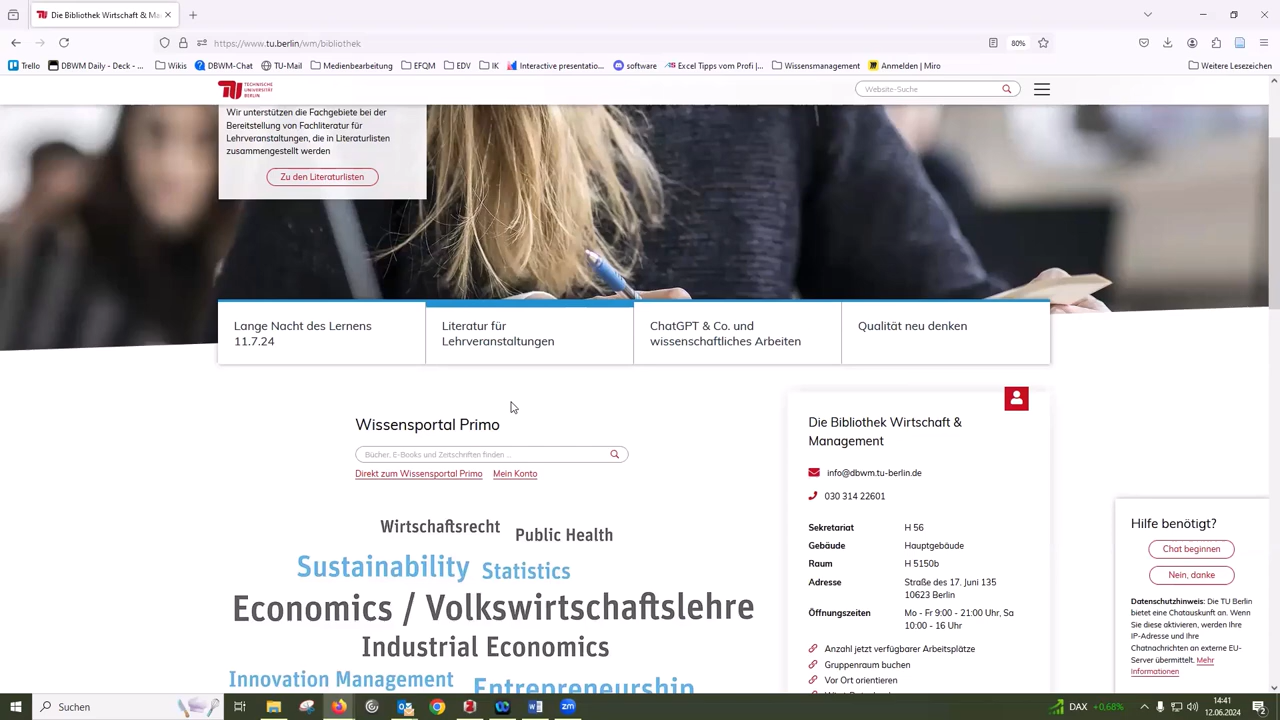 Die Bibliothek Wirtschaft & Ma
https://www.tu.berlin/wm/bibliothek
80%
Trello
DBWM Daily - Deck - ...
Wikis
DBWM-Chat
TU-Mail
Medienbearbeitung
EFQM
EDV
IK
Interactive presentatio...
software
Excel Tipps vom Profi |...
Wissensmanagement
Anmelden | Miro
Weitere Lesezeichen
TECHNISCHE
UNIVERSITÄT
BERLIN
Website-Suche
Wir unterstützen die Fachgebiete bei der
Bereitstellung von Fachliteratur für
Lehrveranstaltungen, die in Literaturlisten
zusammengestellt werden
Zu den Literaturlisten
Lange Nacht des Lernens
11.7.24
Literatur für
Lehrveranstaltungen
ChatGPT & Co. und
wissenschaftliches Arbeiten
Qualität neu denken
Wissensportal Primo
Bücher, E-Books und Zeitschriften finden ...
Direkt zum Wissensportal Primo
Mein Konto
Wirtschaftsrecht
Public Health
Sustainability
Statistics
Economics / Volkswirtschaftslehre
Industrial Economics
Innovation Management
Entrepreneurship
Die Bibliothek Wirtschaft &
Management
info@dbwm.tu-berlin.de
030 314 22601
Sekretariat H 56
Gebäude Hauptgebäude
Raum H 5150b
Adresse Straße des 17. Juni 135
10623 Berlin
Öffnungszeiten Mo - Fr 9:00 - 21:00 Uhr, Sa
10:00 - 16 Uhr
Anzahl jetzt verfügbarer Arbeitsplätze
Gruppenraum buchen
Vor Ort orientieren
Hilfe benötigt?
Chat beginnen
Nein, danke
Datenschutzhinweis: Die TU Berlin
bietet eine Chatauskunft an. Wenn
Sie diese aktivieren, werden Ihre
IP-Adresse und Ihre
Chatnachrichten an externe EU-
Server übermittelt. Mehr
Informationen
Suchen
DAX +0,68%
14:41
12.06.2024